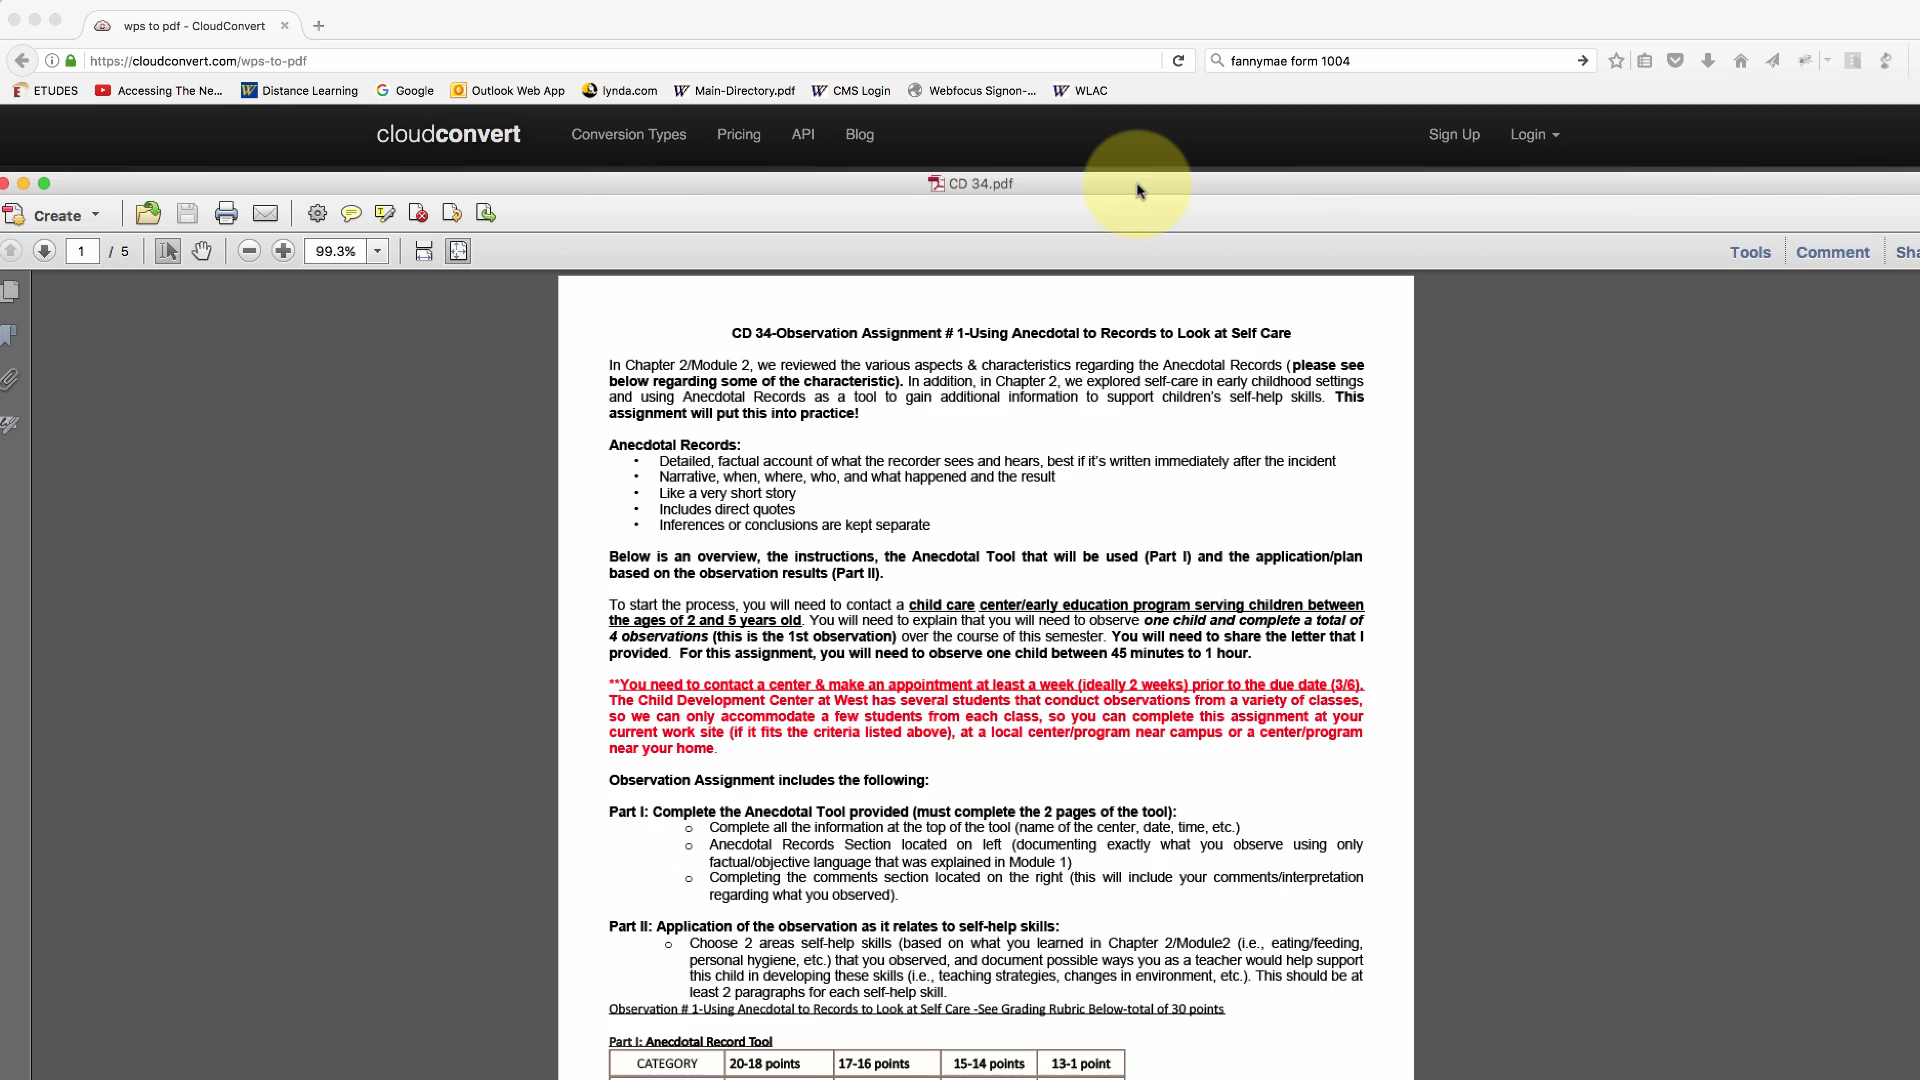 wps to pdf - CloudConvert
https://cloudconvert.com/wps-to-pdf
fannymae form 1004
ETUDES Accessing The Ne... Distance Learning Google Outlook Web App lynda.com Main-Directory.pdf CMS Login Webfocus Signon-... WLAC
cloudconvert Conversion Types Pricing API Blog Sign Up Login
CD 34.pdf
Create
1 / 5 99.3% Tools Comment Sha
CD 34-Observation Assignment # 1-Using Anecdotal to Records to Look at Self Care
In Chapter 2/Module 2, we reviewed the various aspects & characteristics regarding the Anecdotal Records (please see
below regarding some of the characteristic). In addition, in Chapter 2, we explored self-care in early childhood settings
and using Anecdotal Records as a tool to gain additional information to support children's self-help skills. This
assignment will put this into practice!
Anecdotal Records:
• Detailed, factual account of what the recorder sees and hears, best if it's written immediately after the incident
• Narrative, when, where, who, and what happened and the result
• Like a very short story
• Includes direct quotes
• Inferences or conclusions are kept separate
Below is an overview, the instructions, the Anecdotal Tool that will be used (Part I) and the application/plan
based on the observation results (Part II).
To start the process, you will need to contact a child care center/early education program serving children between
the ages of 2 and 5 years old. You will need to explain that you will need to observe one child and complete a total of
4 observations (this is the 1st observation) over the course of this semester. You will need to share the letter that I
provided. For this assignment, you will need to observe one child between 45 minutes to 1 hour.
**You need to contact a center & make an appointment at least a week (ideally 2 weeks) prior to the due date (3/6).
The Child Development Center at West has several students that conduct observations from a variety of classes,
so we can only accommodate a few students from each class, so you can complete this assignment at your
current work site (if it fits the criteria listed above), at a local center/program near campus or a center/program
near your home.
Observation Assignment includes the following:
Part I: Complete the Anecdotal Tool provided (must complete the 2 pages of the tool):
o Complete all the information at the top of the tool (name of the center, date, time, etc.)
o Anecdotal Records Section located on left (documenting exactly what you observe using only
factual/objective language that was explained in Module 1)
o Completing the comments section located on the right (this will include your comments/interpretation
regarding what you observed).
Part II: Application of the observation as it relates to self-help skills:
o Choose 2 areas self-help skills (based on what you learned in Chapter 2/Module2 (i.e., eating/feeding,
personal hygiene, etc.) that you observed, and document possible ways you as a teacher would help support
this child in developing these skills (i.e., teaching strategies, changes in environment, etc.). This should be at
least 2 paragraphs for each self-help skill.
Observation # 1-Using Anecdotal to Records to Look at Self Care -See Grading Rubric Below-total of 30 points
Part I: Anecdotal Record Tool
CATEGORY 20-18 points 17-16 points 15-14 points 13-1 point